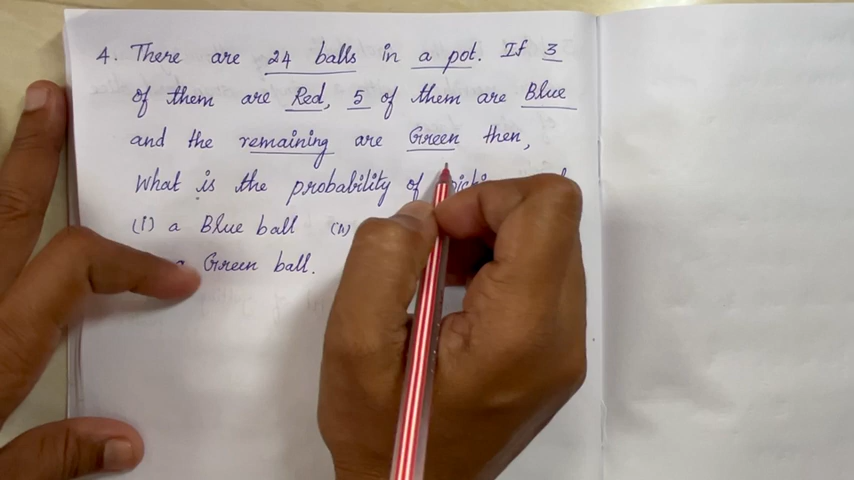 4. There are 24 balls in a pot. If 3
of them are Red, 5 of them are Blue
and the remaining are Green then,
What is the probability of
(i) a Blue ball (ii)
a Green ball.